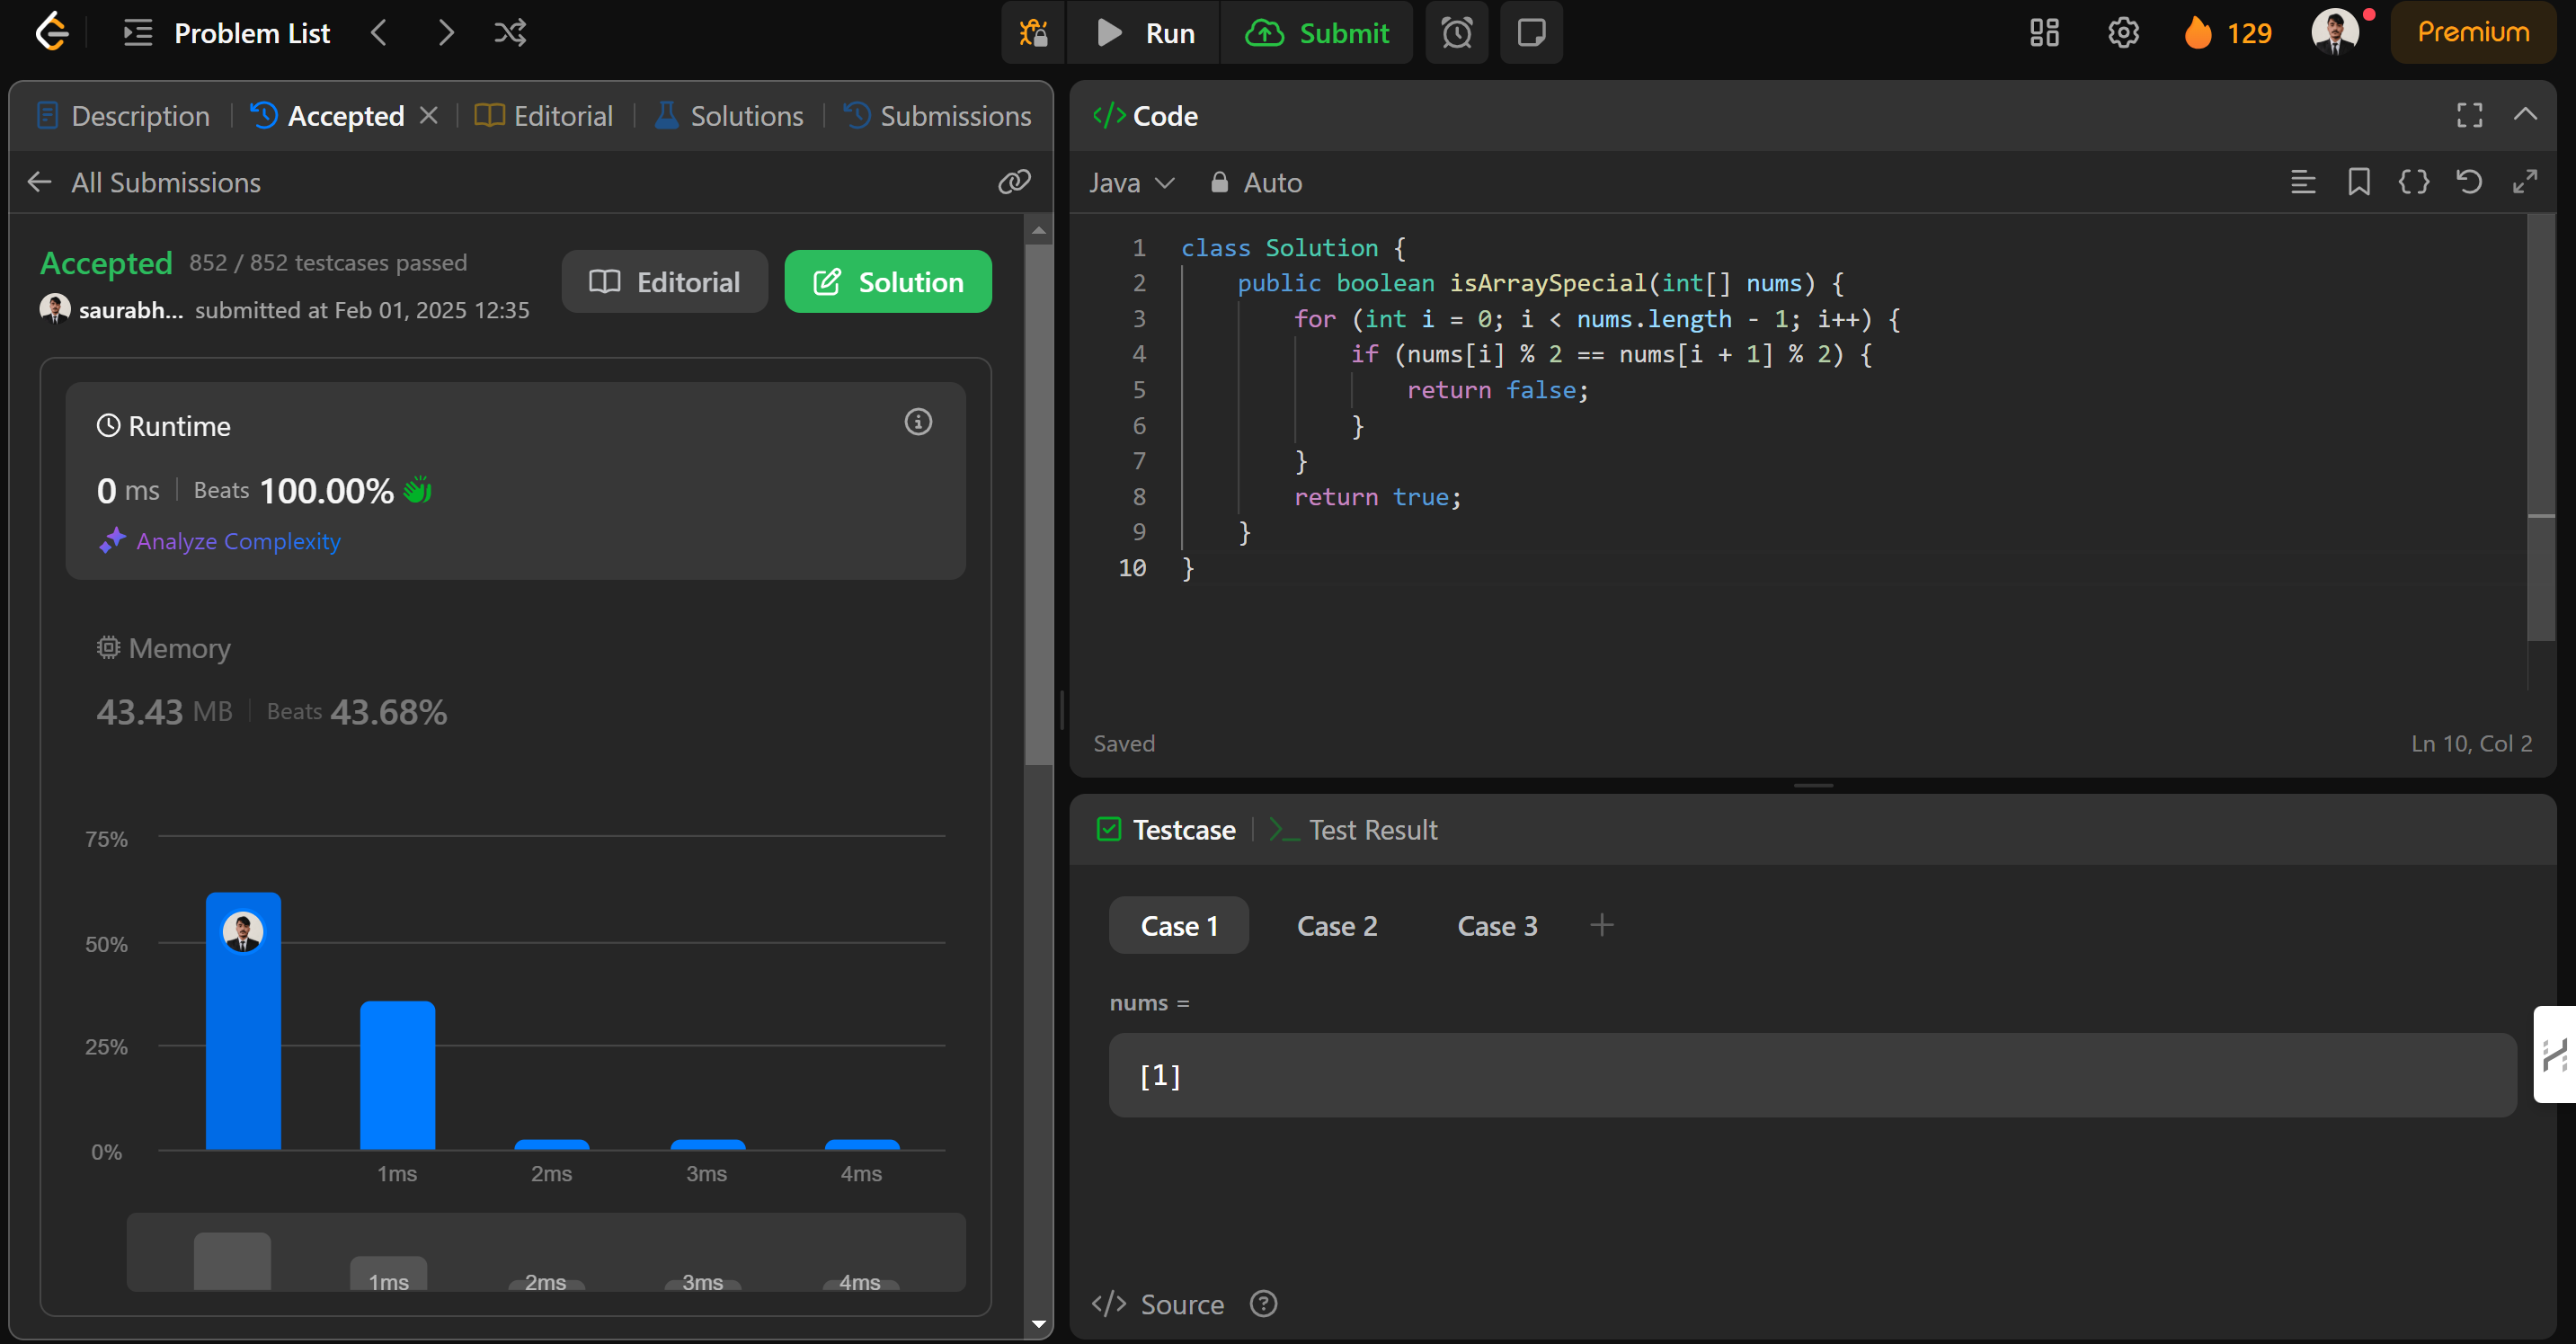 Problem List
Run
Submit
129
Premium
Description
Accepted
Editorial
Solutions
Submissions
All Submissions
Accepted 852 / 852 testcases passed
saurabh... submitted at Feb 01, 2025 12:35
Editorial
Solution
Runtime
0 ms Beats 100.00%
Analyze Complexity
Memory
43.43 MB Beats 43.68%
75%
50%
25%
0%
1ms 2ms 3ms 4ms
1ms 2ms 3ms 4ms
</> Code
Java Auto
1 class Solution {
2     public boolean isArraySpecial(int[] nums) {
3         for (int i = 0; i < nums.length - 1; i++) {
4             if (nums[i] % 2 == nums[i + 1] % 2) {
5                 return false;
6             }
7         }
8         return true;
9     }
10 }
Saved
Ln 10, Col 2
Testcase
Test Result
Case 1 Case 2 Case 3 +
nums =
[1]
</> Source